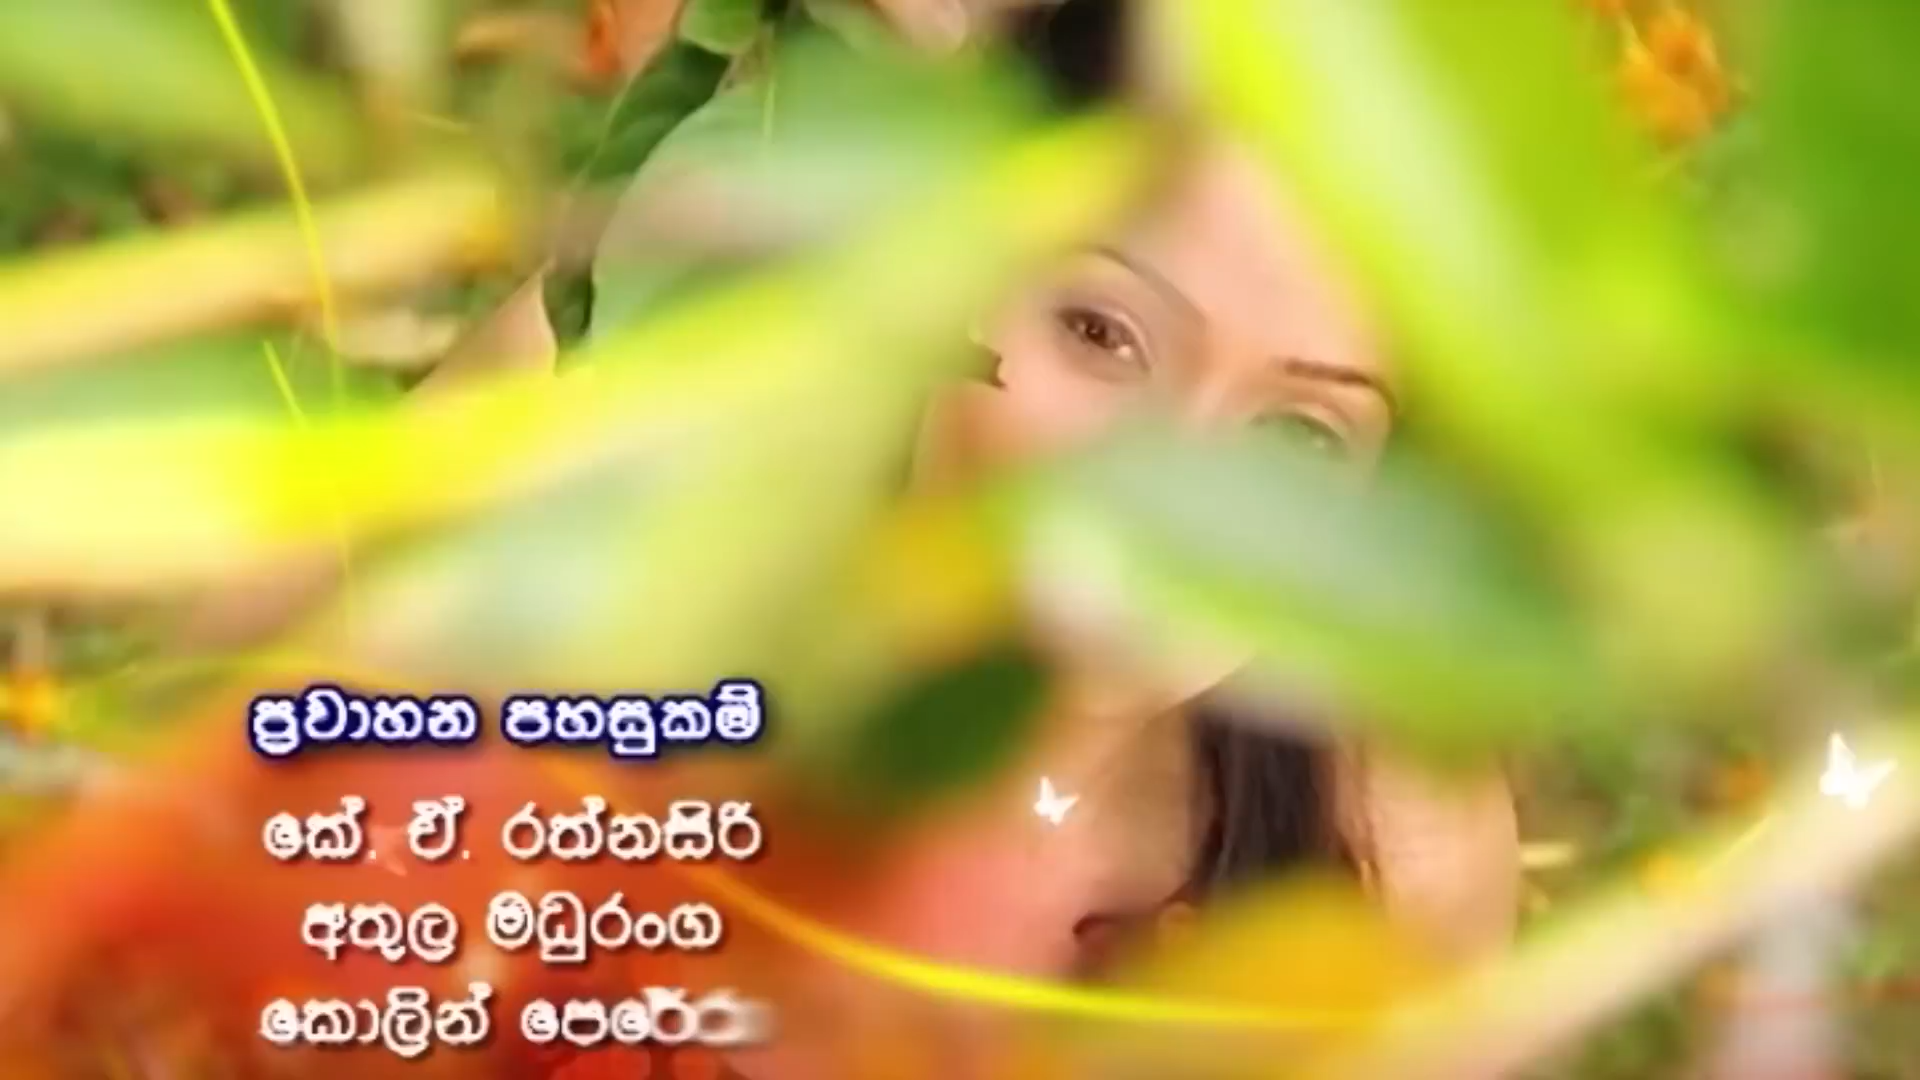 ප්‍රවාහන පහසුකම්
කේ. ඒ. රත්නසිරි
අතුල මධුරංග
කොලින් පෙරේරා